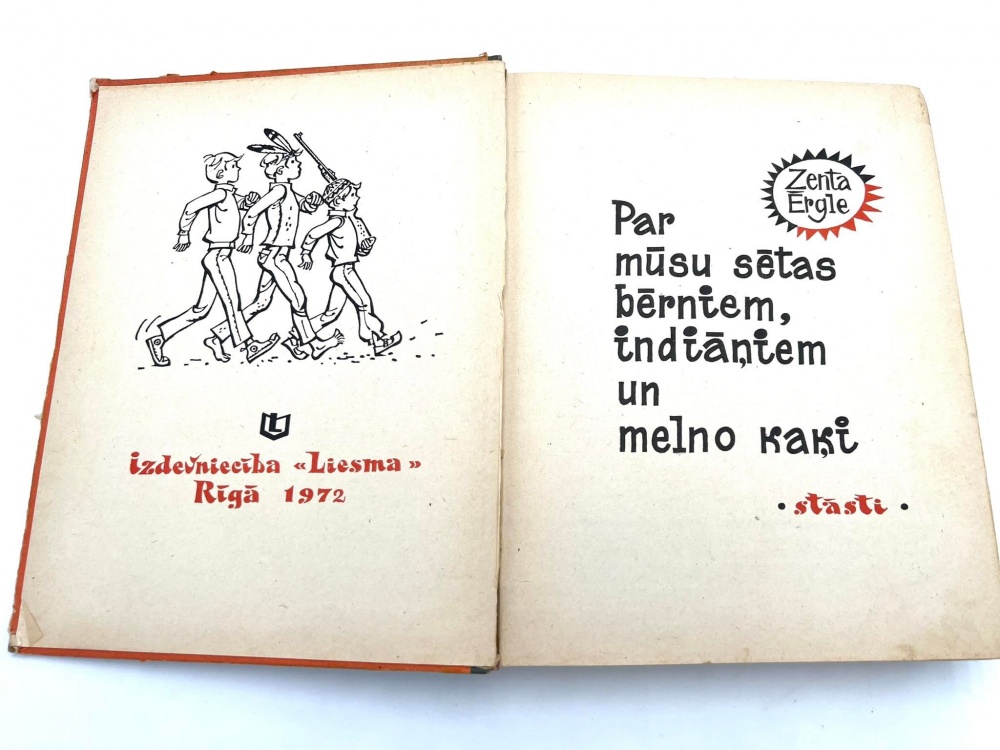 izdevniecība «Liesma»
Rīgā 1972
Zenta
Ērgle
Par
mūsu sētas
bērniem,
indiāņiem
un
melno kaķi
• stāsti •